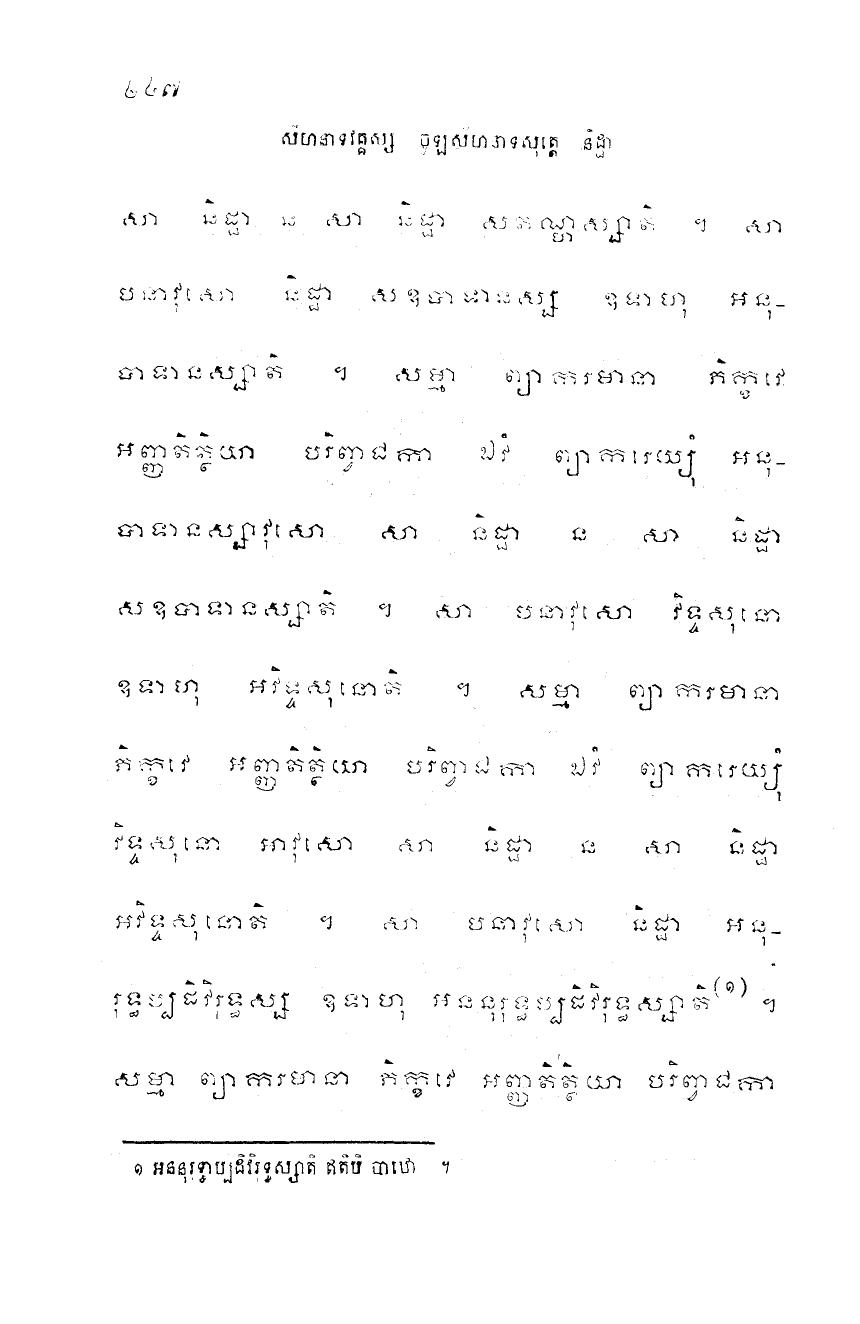 ២៤៧
សីហនាទវគ្គស្ស ចូឡសីហនាទសុត្តេ និដ្ឋា
សា និដ្ឋា ន សា និដ្ឋា សតណ្ហស្សាតិ ។ សា
បនាវុសោ និដ្ឋា សឧបាទានស្ស ឧទាហុ អនុ-
បាទានស្សាតិ ។ សម្មា ព្យាករមានា ភិក្ខវេ
អញ្ញតិត្ថិយា បរិព្វាជកា ឯវំ ព្យាករេយ្យុំ អនុ-
បាទានស្សាវុសោ សា និដ្ឋា ន សា និដ្ឋា
សឧបាទានស្សាតិ ។ សា បនាវុសោ វិទ្ទសុនោ
ឧទាហុ អវិទ្ទសុនោតិ ។ សម្មា ព្យាករមានា
ភិក្ខវេ អញ្ញតិត្ថិយា បរិព្វាជកា ឯវំ ព្យាករេយ្យុំ
វិទ្ទសុនោ អាវុសោ សា និដ្ឋា ន សា និដ្ឋា
អវិទ្ទសុនោតិ ។ សា បនាវុសោ និដ្ឋា អនុ-
រុទ្ធប្បដិវិរុទ្ធស្ស ឧទាហុ អននុរុទ្ធប្បដិវិរុទ្ធស្សាតិ(១) ។
សម្មា ព្យាករមានា ភិក្ខវេ អញ្ញតិត្ថិយា បរិព្វាជកា
១ អននុរុទ្ធាប្បដិវិរុទ្ធស្សាតិ ឥតិបិ បាឋោ ។